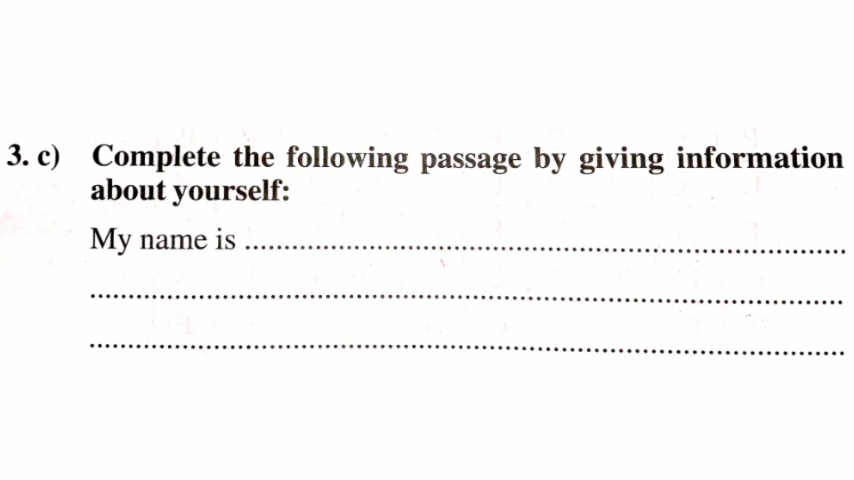 3. c) Complete the following passage by giving information
about yourself:
My name is ................................................................................
................................................................................
................................................................................